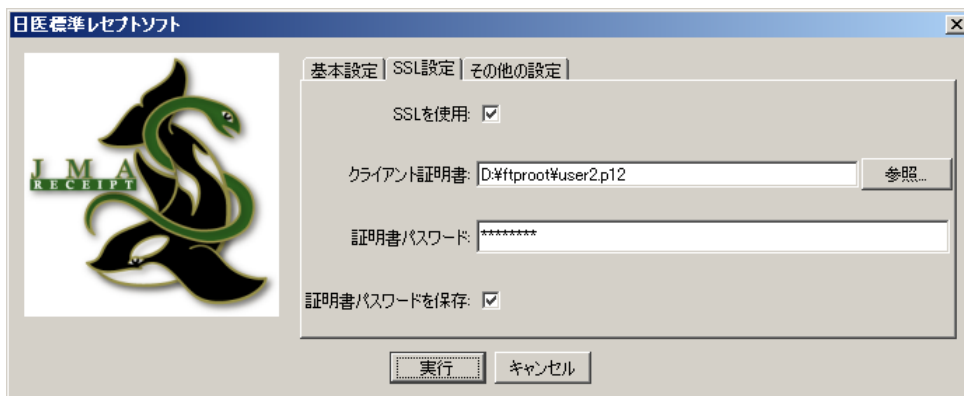 日医標準レセプトソフト
JMA
RECEIPT
基本設定 SSL設定 その他の設定
SSLを使用:
クライアント証明書: D:¥ftproot¥user2.p12 参照...
証明書パスワード: ********
証明書パスワードを保存:
実行 キャンセル